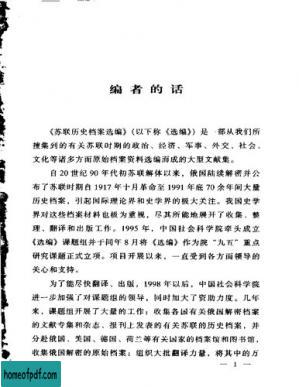 编者的话
《苏联历史档案选编》(以下称《选编》)是一部从我们所
搜集到的有关苏联时期的政治、经济、军事、外交、社会、
文化等诸多方面原始档案资料选编而成的大型文献集。
自20世纪90年代初苏联解体以来，俄国陆续解密并公
布了苏联时期自1917年十月革命至1991年底70余年间大量
历史档案，引起国际理论界和史学界的极大关注。我国史学
界对这些档案材料也极为重视，尽其所能地展开了收集、整
理、翻译和出版工作。1995年，中国社会科学院牵头成立
《选编》课题组并于同年8月将《选编》作为院“九五”重点
研究课题正式立项。项目开展以来，一直受到各方面领导的
关心和支持。
为了能尽快翻译、出版，1998年以后，中国社会科学院
进一步加强了对课题组的领导，同时加大了资助力度。几年
来，课题组开展了大量的工作：收集各国有关俄国解密档案
的文献专集和杂志、报刊上发表的有关苏联的历史档案，并
分赴俄国、美国、德国、荷兰等有关国家的档案馆和图书馆，
收集俄国解密的原始档案；组织大批翻译力量，将其中的万
— 1 —
homeofpdf.com